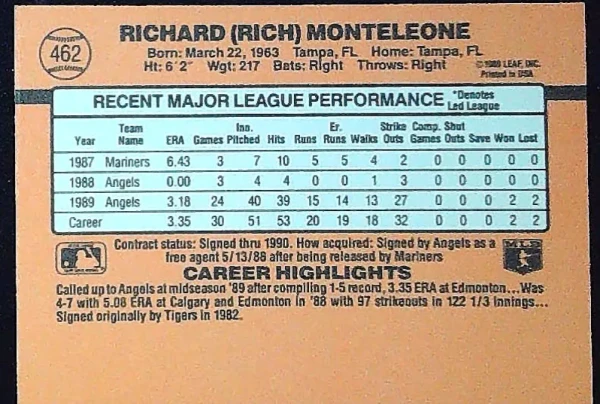 462
RICHARD (RICH) MONTELEONE
Born: March 22, 1963 Tampa, FL Home: Tampa, FL
Ht: 6'2" Wgt: 217 Bats: Right Throws: Right
© LEAF, INC.
Printed in USA
RECENT MAJOR LEAGUE PERFORMANCE *Denotes Led League
Year Team Name ERA Games Inn. Pitched Hits Runs Er. Runs Walks Strike Outs Comp. Games Shut Outs Save Won Lost
1987 Mariners 6.43 3 7 10 5 5 4 2 0 0 0 0 0
1988 Angels 0.00 3 4 4 0 0 1 3 0 0 0 0 0
1989 Angels 3.18 24 40 39 15 14 13 27 0 0 0 2 2
Career 3.35 30 51 53 20 19 18 32 0 0 0 2 2
Contract status: Signed thru 1990. How acquired: Signed by Angels as a
free agent 5/13/88 after being released by Mariners
MLB
CAREER HIGHLIGHTS
Called up to Angels at midseason '89 after compiling 1-5 record, 3.35 ERA at Edmonton...Was
4-7 with 5.08 ERA at Calgary and Edmonton in '88 with 97 strikeouts in 122 1/3 innings...
Signed originally by Tigers in 1982.